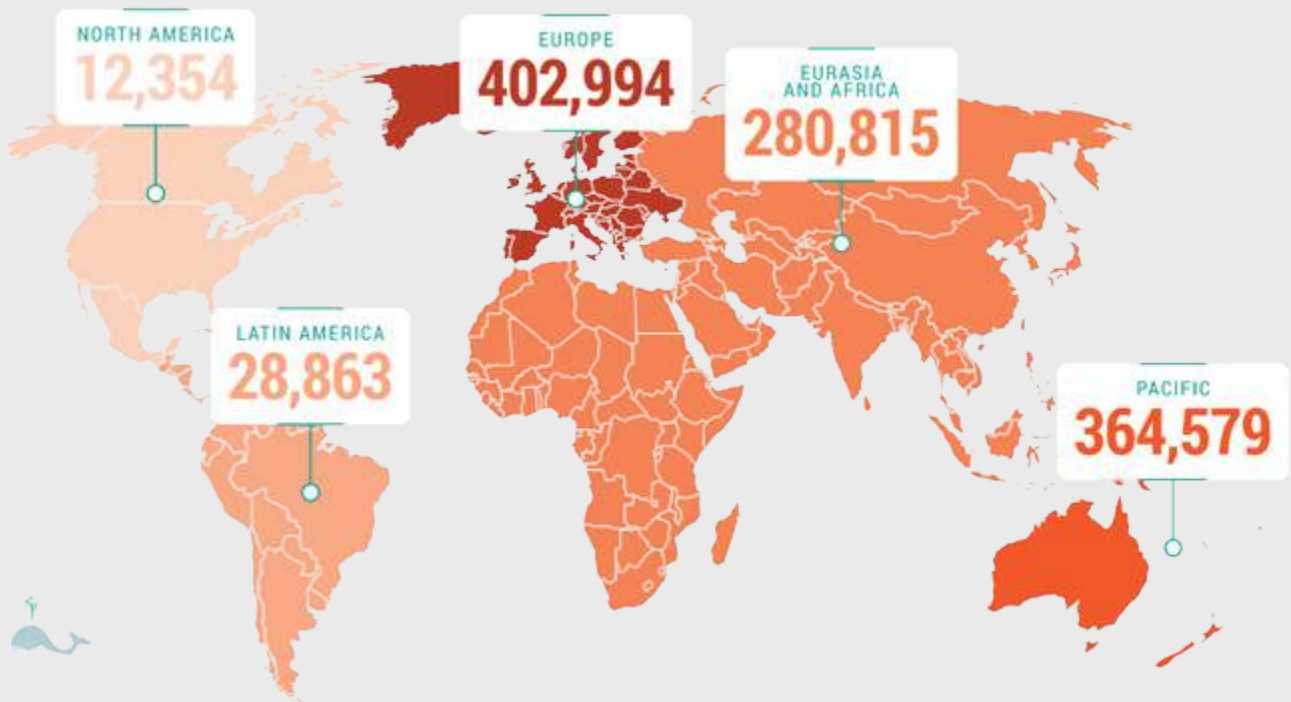 NORTH AMERICA
12,354
EUROPE
402,994
EURASIA
AND AFRICA
280,815
LATIN AMERICA
28,863
PACIFIC
364,579